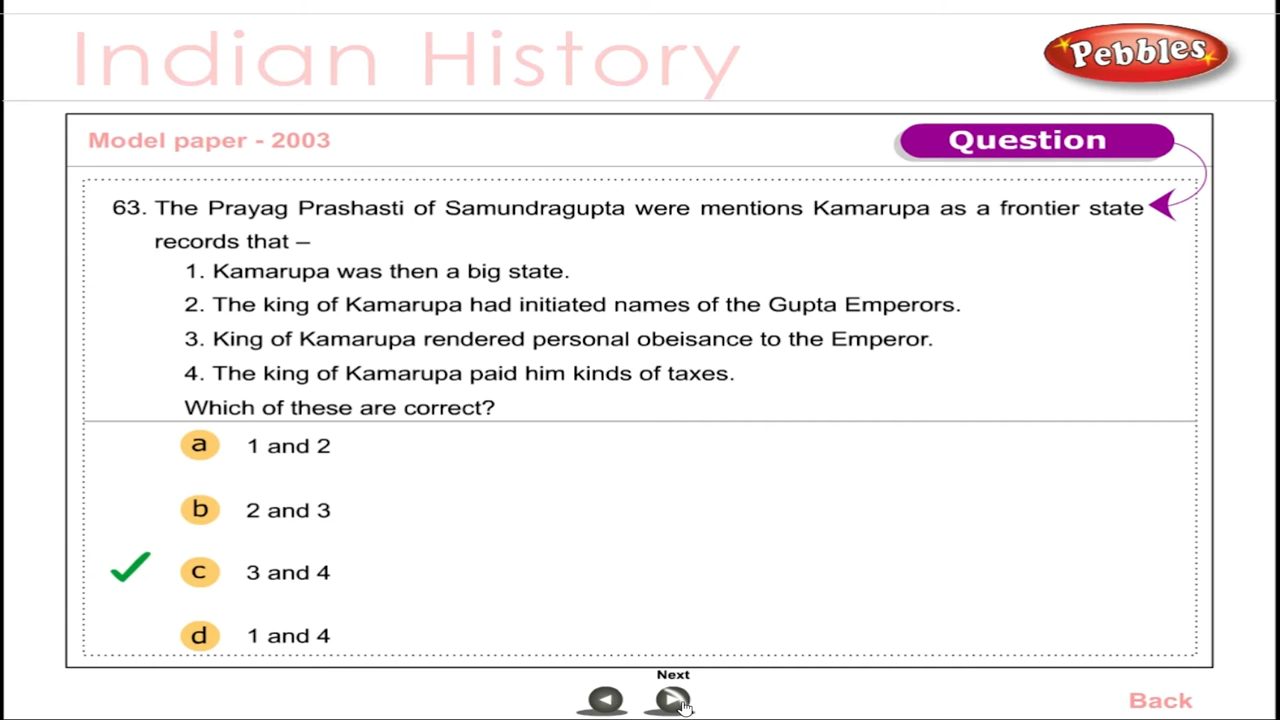 Indian History
Pebbles
Model paper - 2003
Question
63. The Prayag Prashasti of Samundragupta were mentions Kamarupa as a frontier state
records that –
1. Kamarupa was then a big state.
2. The king of Kamarupa had initiated names of the Gupta Emperors.
3. King of Kamarupa rendered personal obeisance to the Emperor.
4. The king of Kamarupa paid him kinds of taxes.
Which of these are correct?
a 1 and 2
b 2 and 3
c 3 and 4
d 1 and 4
Next
Back